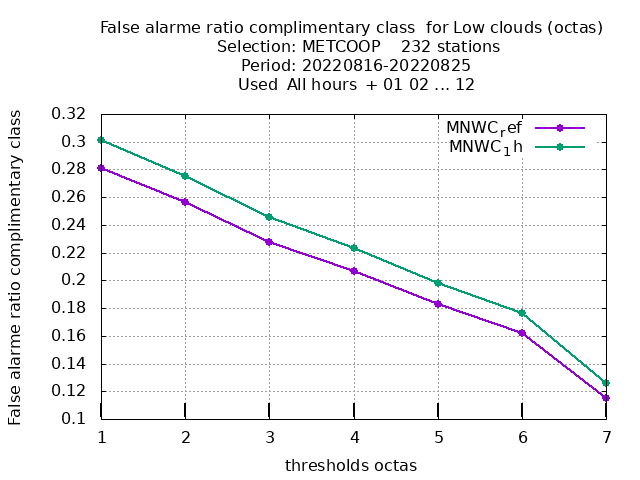 False alarme ratio complimentary class  for Low clouds (octas)
Selection: METCOOP    232 stations
Period: 20220816-20220825
Used  All hours  + 01 02 ... 12
False alarme ratio complimentary class
0.32
0.3
0.28
0.26
0.24
0.22
0.2
0.18
0.16
0.14
0.12
0.1
MNWCref
MNWC1h
1 2 3 4 5 6 7
thresholds octas